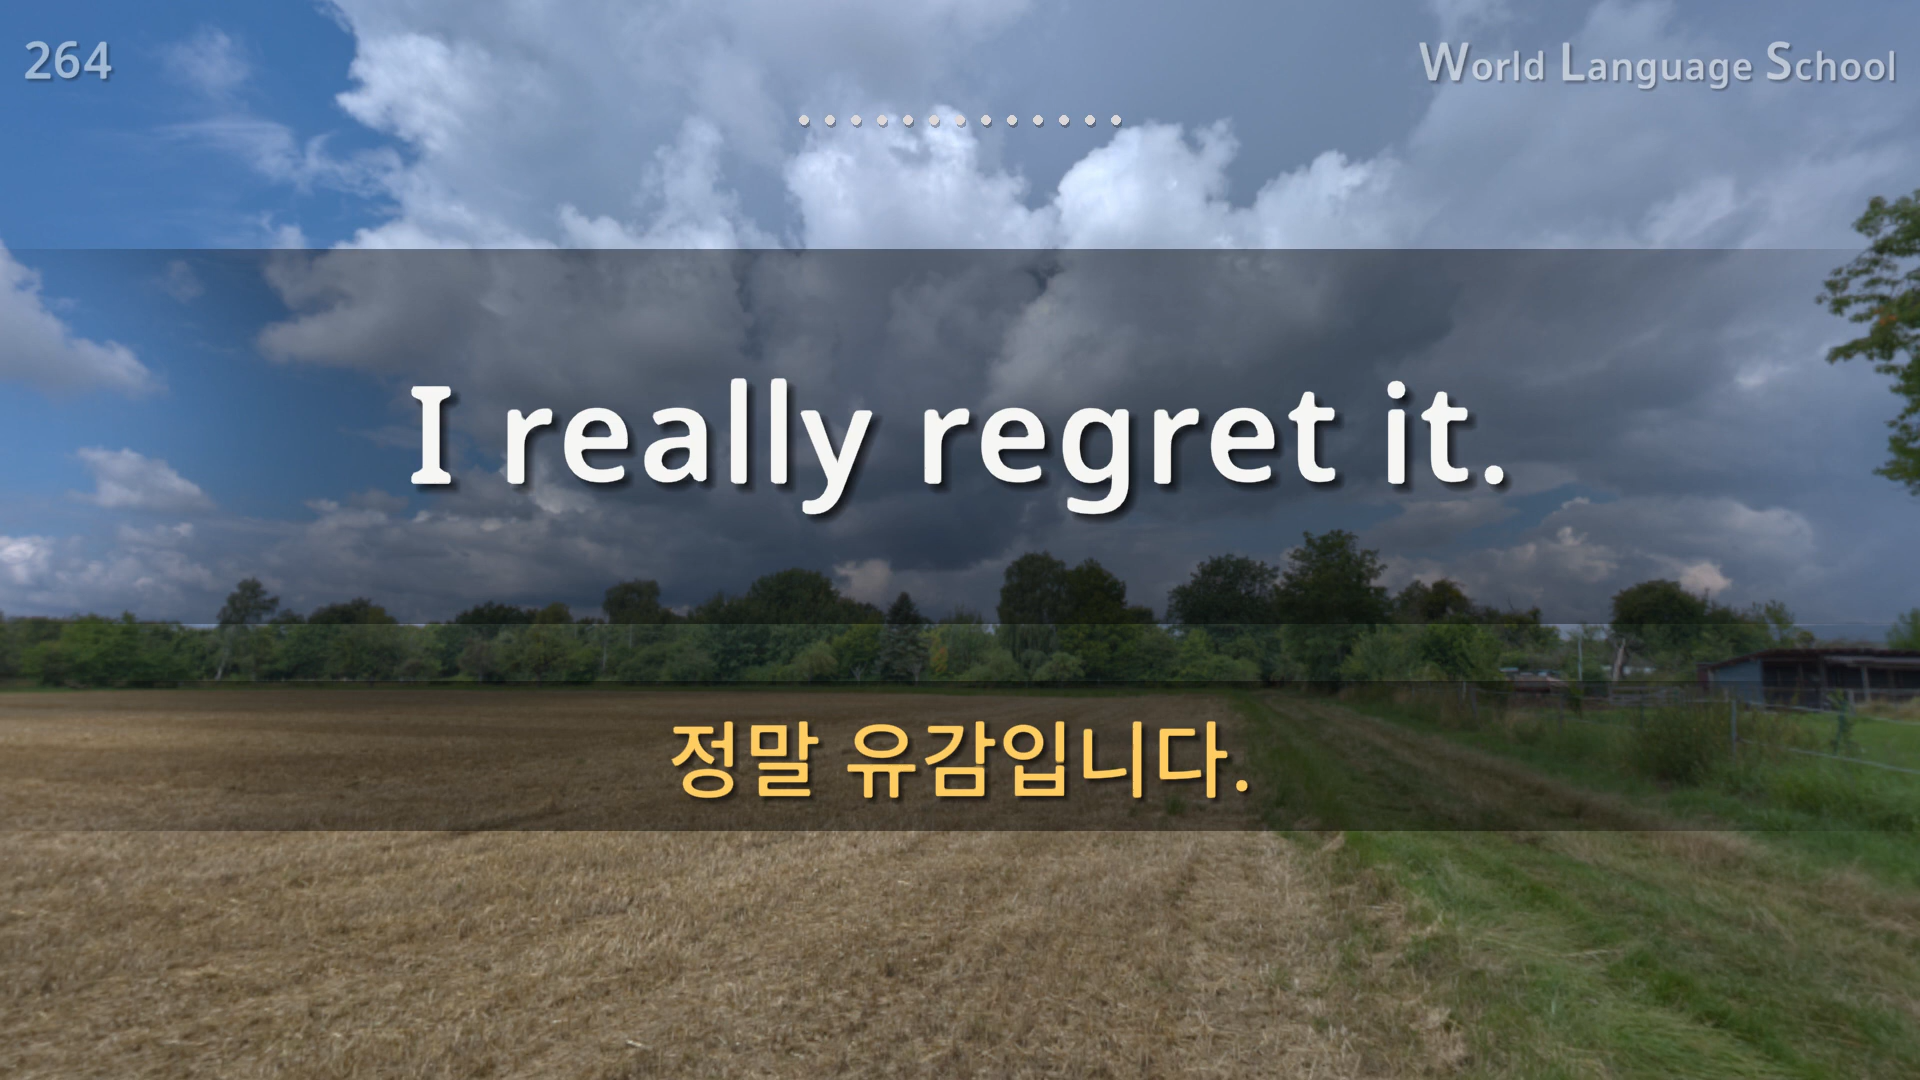 264
World Language School
I really regret it.
정말 유감입니다.